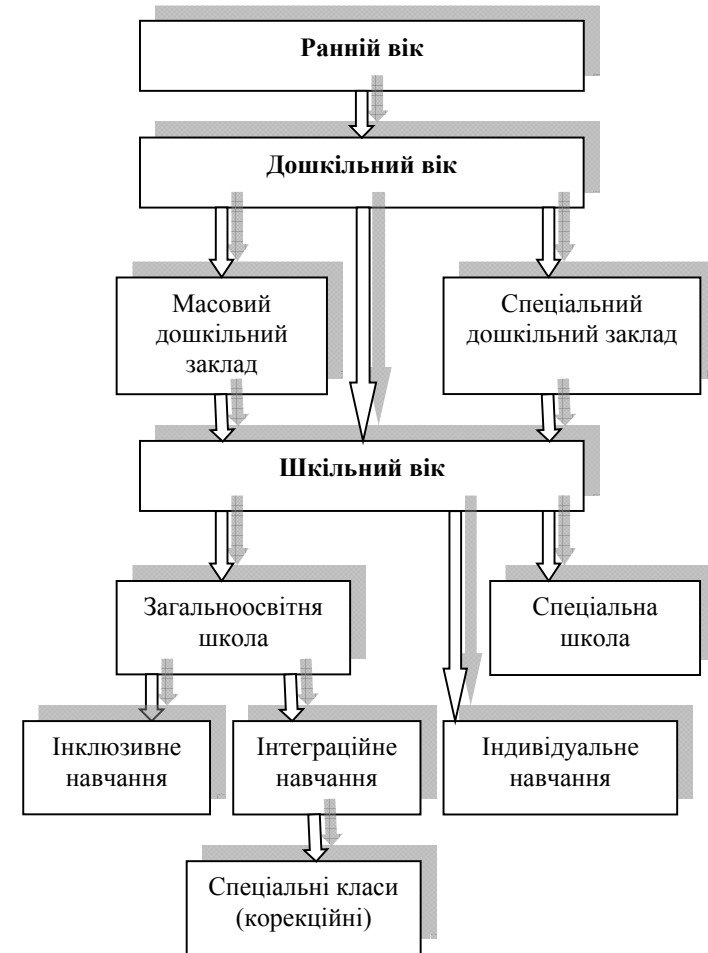 Ранній вік
Дошкільний вік
Масовий
дошкільний
заклад
Спеціальний
дошкільний заклад
Шкільний вік
Загальноосвітня
школа
Спеціальна
школа
Інклюзивне
навчання
Інтеграційне
навчання
Індивідуальне
навчання
Спеціальні класи
(корекційні)